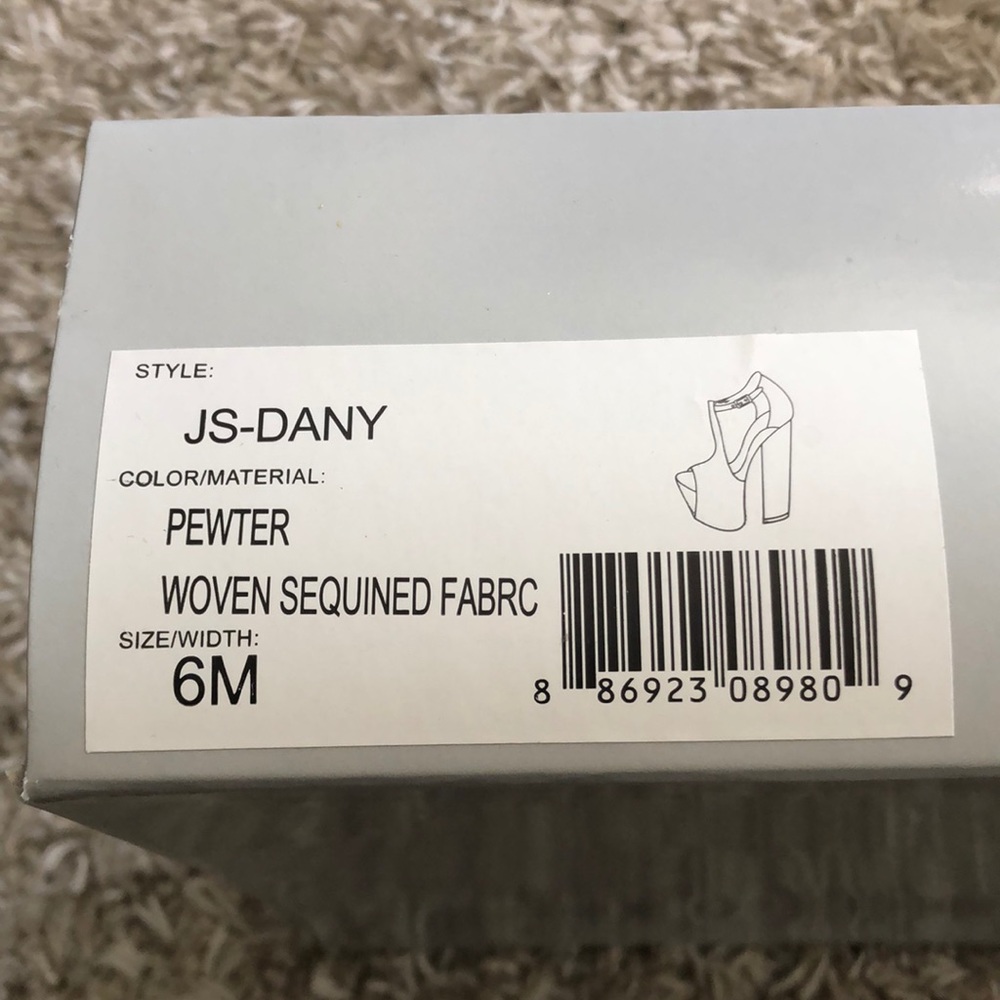 STYLE:
JS-DANY
COLOR/MATERIAL:
PEWTER
WOVEN SEQUINED FABRC
SIZE/WIDTH:
6M
8 86923 08980 9